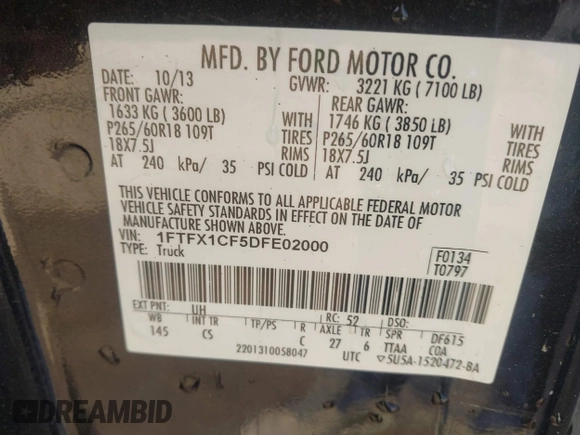 MFD. BY FORD MOTOR CO.
DATE: 10/13 GVWR: 3221 KG ( 7100 LB)
FRONT GAWR: REAR GAWR:
1633 KG ( 3600 LB) WITH 1746 KG ( 3850 LB) WITH
P265/60R18 109T TIRES P265/60R18 109T TIRES
18X7.5J RIMS 18X7.5J RIMS
AT 240 kPa/ 35 PSI COLD AT 240 kPa/ 35 PSI COLD
THIS VEHICLE CONFORMS TO ALL APPLICABLE FEDERAL MOTOR
VEHICLE SAFETY STANDARDS IN EFFECT ON THE DATE OF
MANUFACTURE SHOWN ABOVE.
VIN: 1FTFX1CF5DFE02000
TYPE: Truck
F0134
T0797
EXT PNT: UH RC: 52 DSO:
WB INT TR TP/PS R AXLE TR SPR DF615
145 CS C 27 6 TTAA COA
2201310058047 UTC 5U5A-1520472-BA
DREAMBID